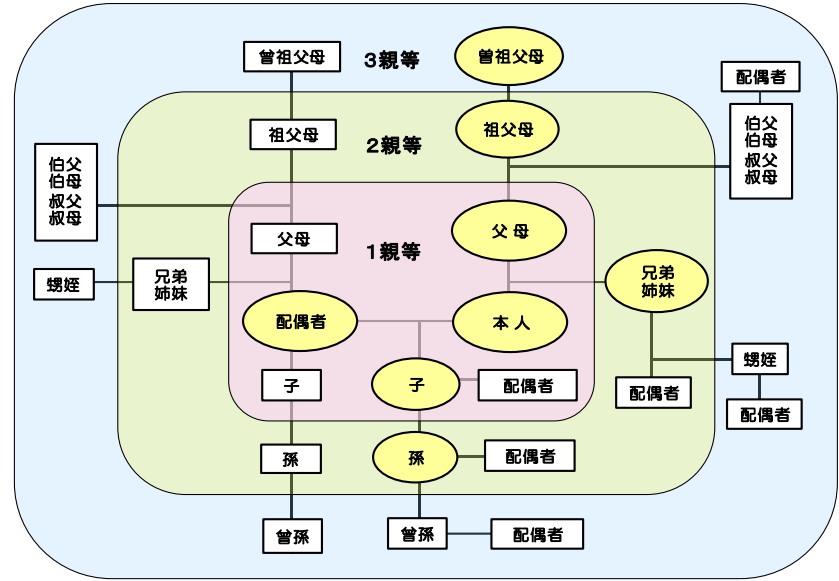 曾祖父母
3親等
曽祖父母
配偶者
祖父母
2親等
祖父母
伯父
伯母
叔父
叔母
伯父
伯母
叔父
叔母
父母
1親等
父 母
甥姪
兄弟
姉妹
兄弟
姉妹
配偶者
本 人
甥姪
子
子
配偶者
配偶者
配偶者
孫
孫
配偶者
曾孫
曾孫
配偶者